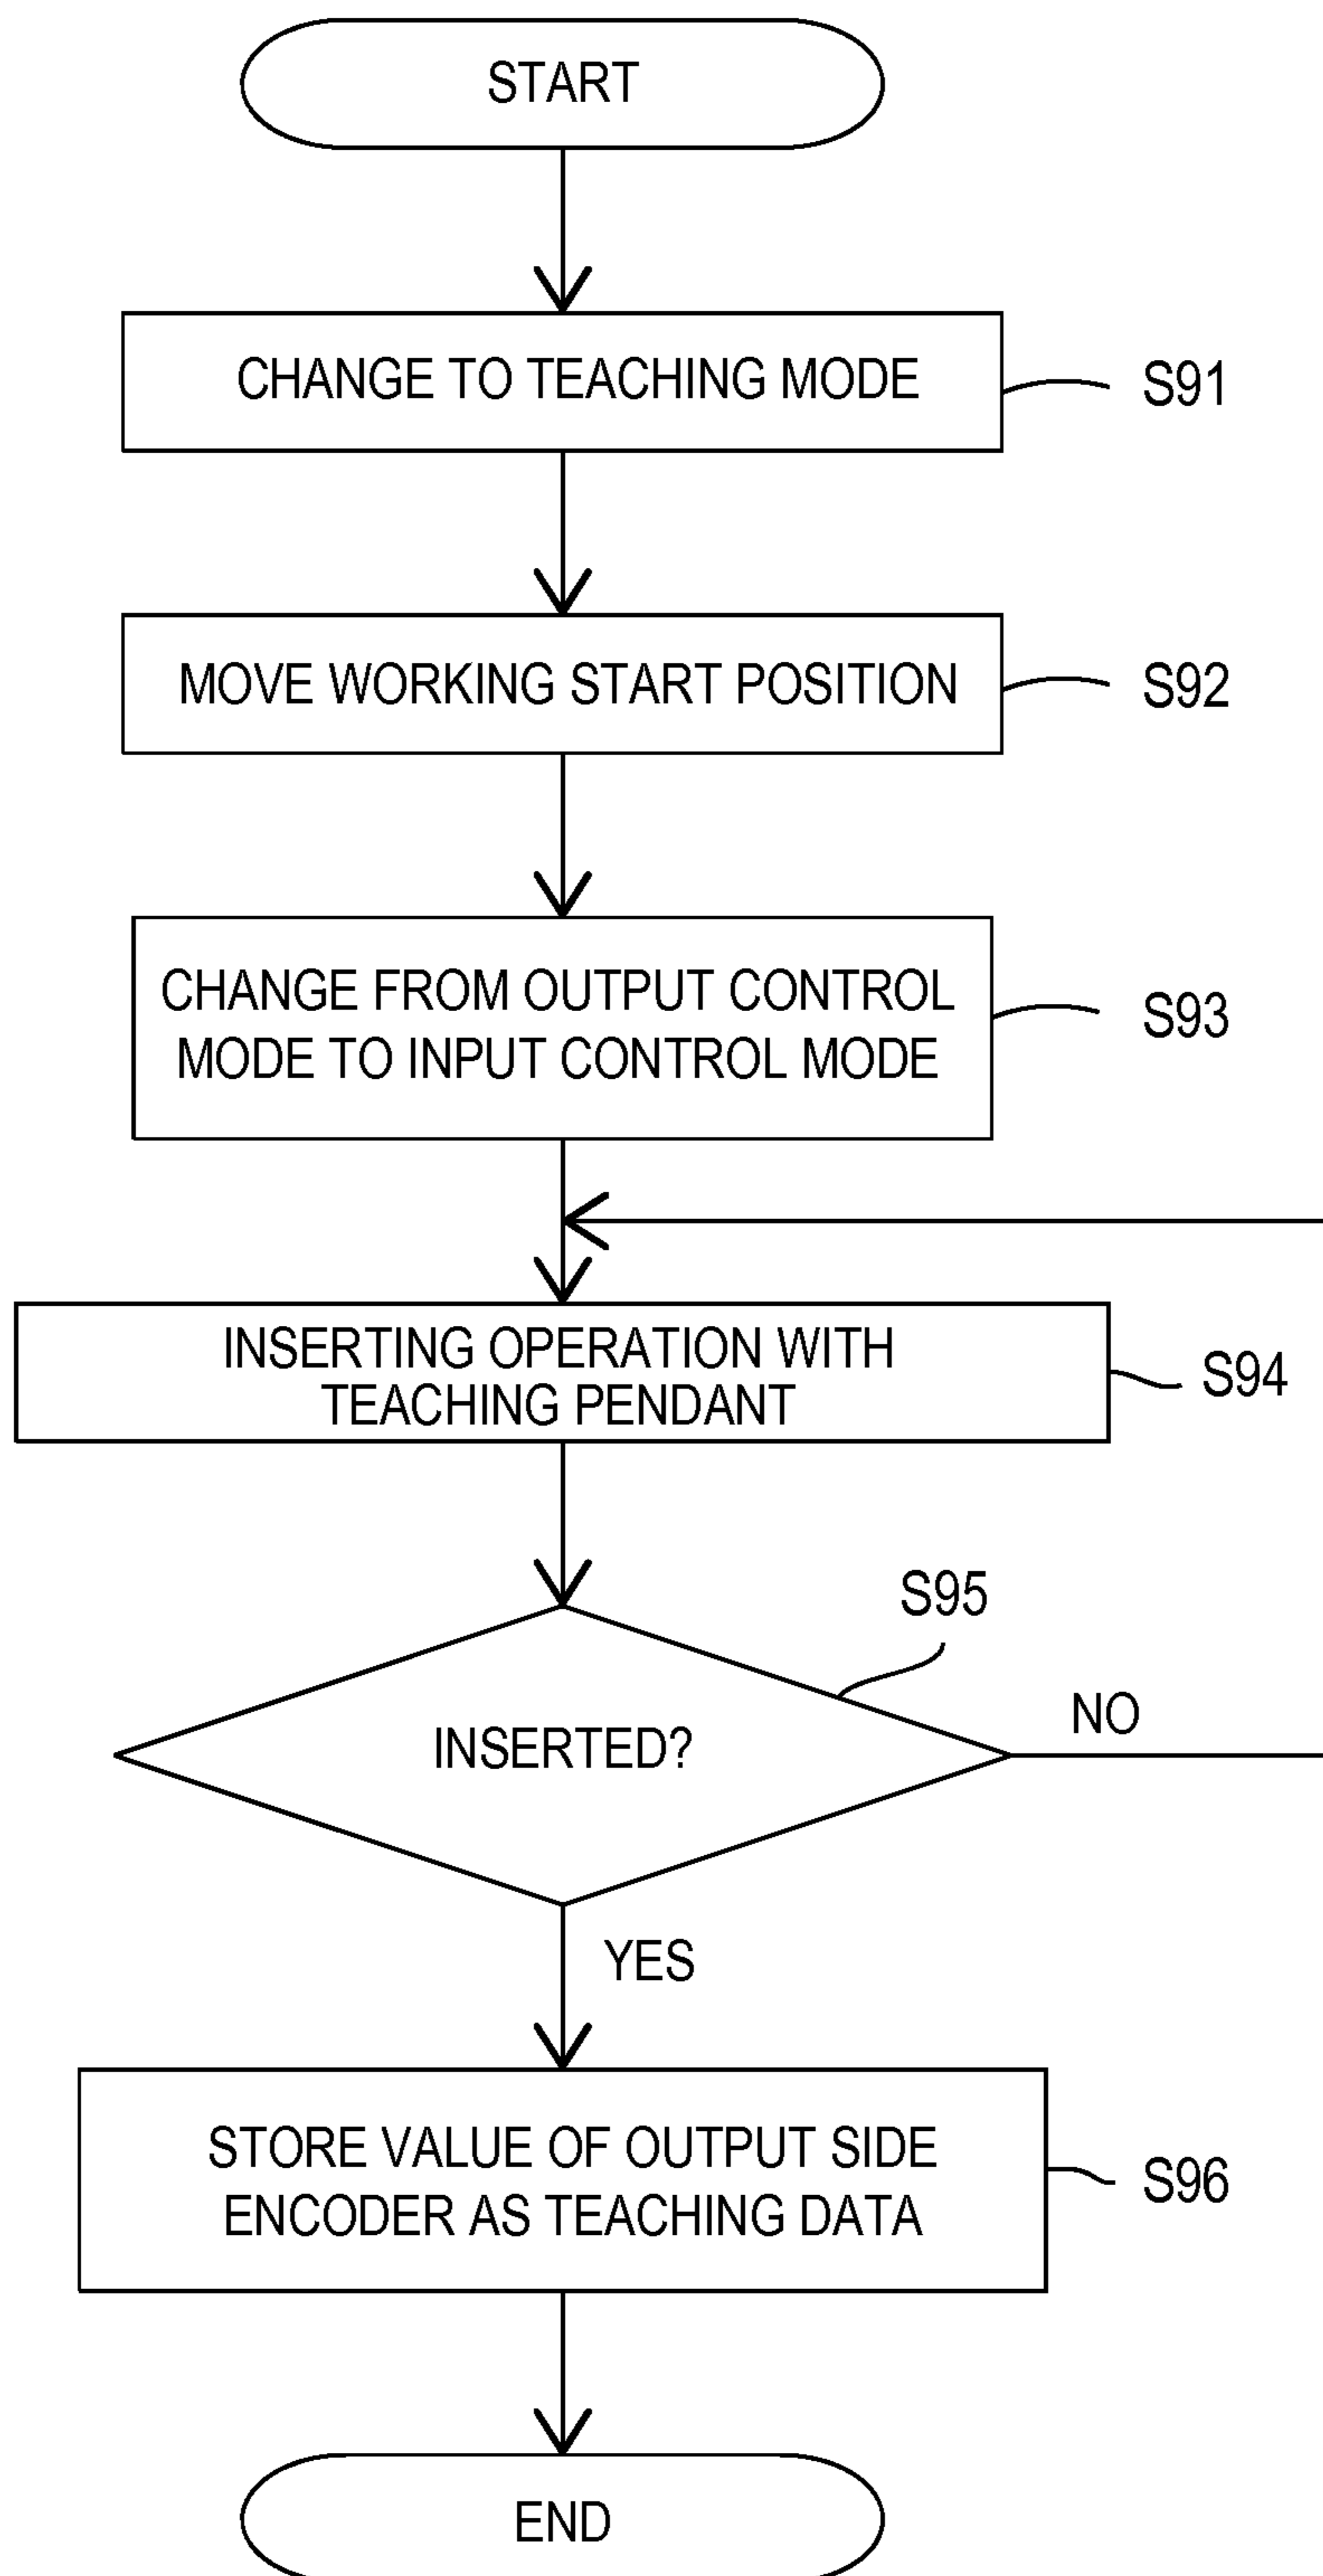 START
CHANGE TO TEACHING MODE
S91
MOVE WORKING START POSITION
S92
CHANGE FROM OUTPUT CONTROL
MODE TO INPUT CONTROL MODE
S93
INSERTING OPERATION WITH
TEACHING PENDANT
S94
S95
INSERTED?
NO
YES
STORE VALUE OF OUTPUT SIDE
ENCODER AS TEACHING DATA
S96
END